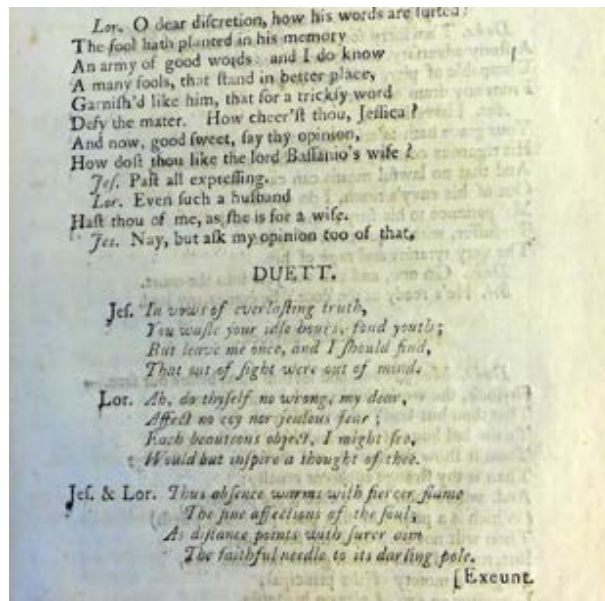 Lor. O dear discretion, how his words are suited!
The fool hath planted in his memory
An army of good words: and I do know
A many fools, that stand in better place,
Garnish'd like him, that for a tricksy word
Defy the mater. How cheer'st thou, Jessica?
And now, good sweet, say thy opinion,
How dost thou like the lord Bassanio's wife?
Jes. Past all expressing.
Lor. Even such a husband
Hast thou of me, as she is for a wife.
Jes. Nay, but ask my opinion too of that.
DUETT.
Jes. In vows of everlasting truth,
You waste your idle hours, fond youth;
But leave me once, and I should find,
That out of sight were out of mind.
Lor. Ah, do thyself no wrong, my dear,
Affect no coy nor jealous fear;
Each beauteous object, I might see,
Would but inspire a thought of thee.
Jes. & Lor. Thus absence warms with fiercer flame
The fine affections of the soul;
As distance points with surer aim
The faithful needle to its darling pole.
[Exeunt.